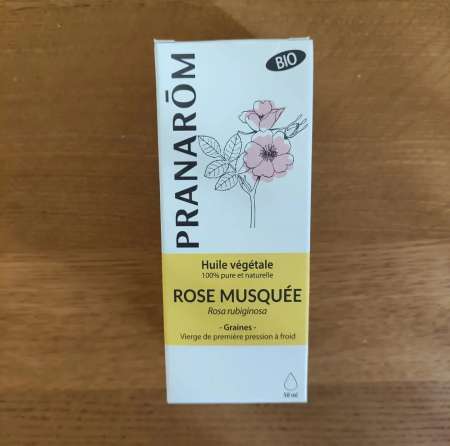 BIO
PRANARŌM
Huile végétale
100% pure et naturelle
ROSE MUSQUÉE
Rosa rubiginosa
- Graines -
Vierge de première pression à froid
50 ml